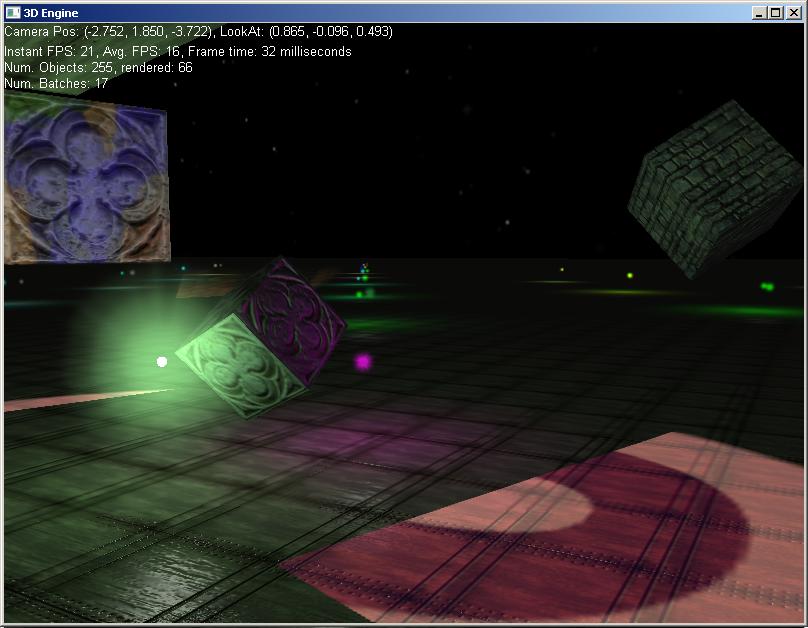 3D Engine
Camera Pos: (-2.752, 1.850, -3.722), LookAt: (0.865, -0.096, 0.493)
Instant FPS: 21, Avg. FPS: 16, Frame time: 32 milliseconds
Num. Objects: 255, rendered: 66
Num. Batches: 17